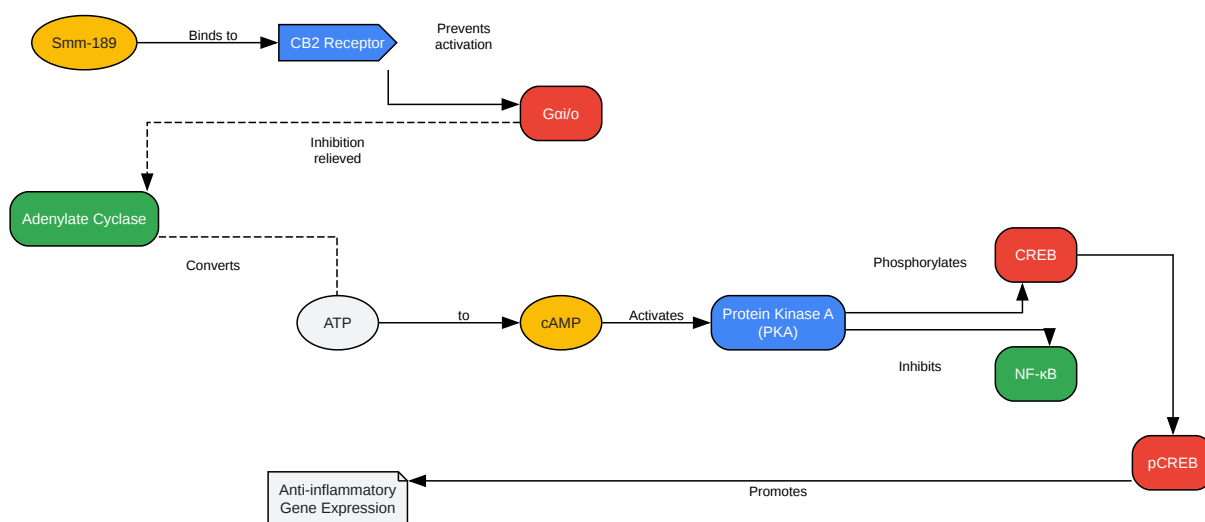 Smm-189
Binds to
CB2 Receptor
Prevents
activation
Gαi/o
Inhibition
relieved
Adenylate Cyclase
Converts
ATP
to
cAMP
Activates
Protein Kinase A
(PKA)
Phosphorylates
CREB
Inhibits
NF-κB
pCREB
Promotes
Anti-inflammatory
Gene Expression